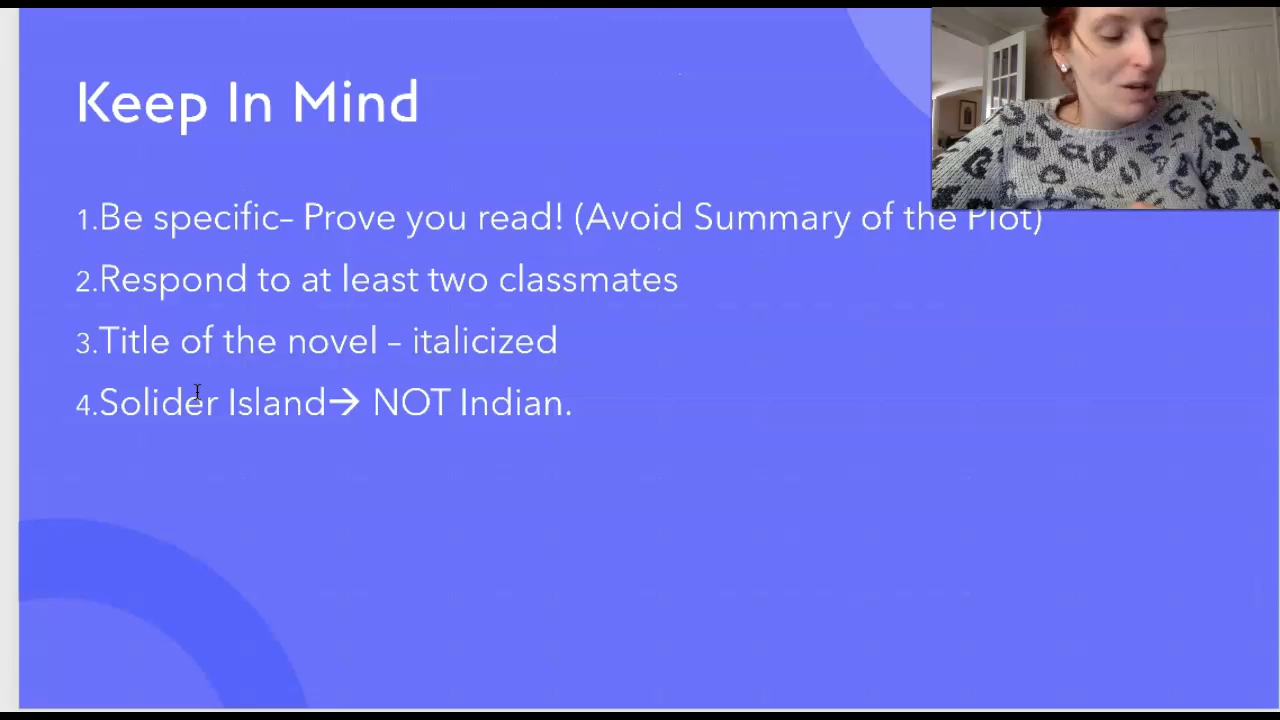 Keep In Mind
1.Be specific– Prove you read! (Avoid Summary of the Plot)
2.Respond to at least two classmates
3.Title of the novel – italicized
4.Solider Island→ NOT Indian.